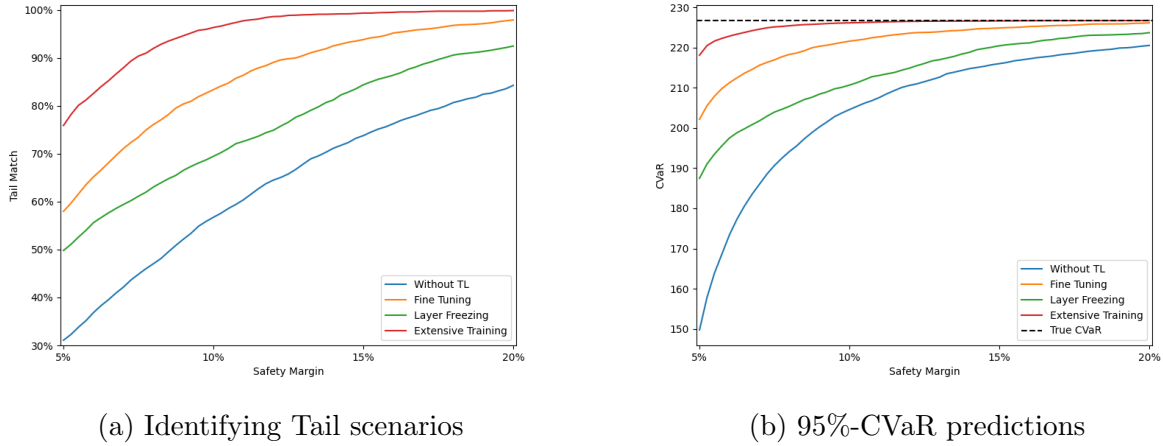 100%
90%
80%
70%
60%
50%
40%
30%
Tail Match
5%
10%
15%
20%
Safety Margin
Without TL
Fine Tuning
Layer Freezing
Extensive Training
(a) Identifying Tail scenarios
230
220
210
200
190
180
170
160
150
CVaR
5%
10%
15%
20%
Safety Margin
Without TL
Fine Tuning
Layer Freezing
Extensive Training
True CVaR
(b) 95%-CVaR predictions